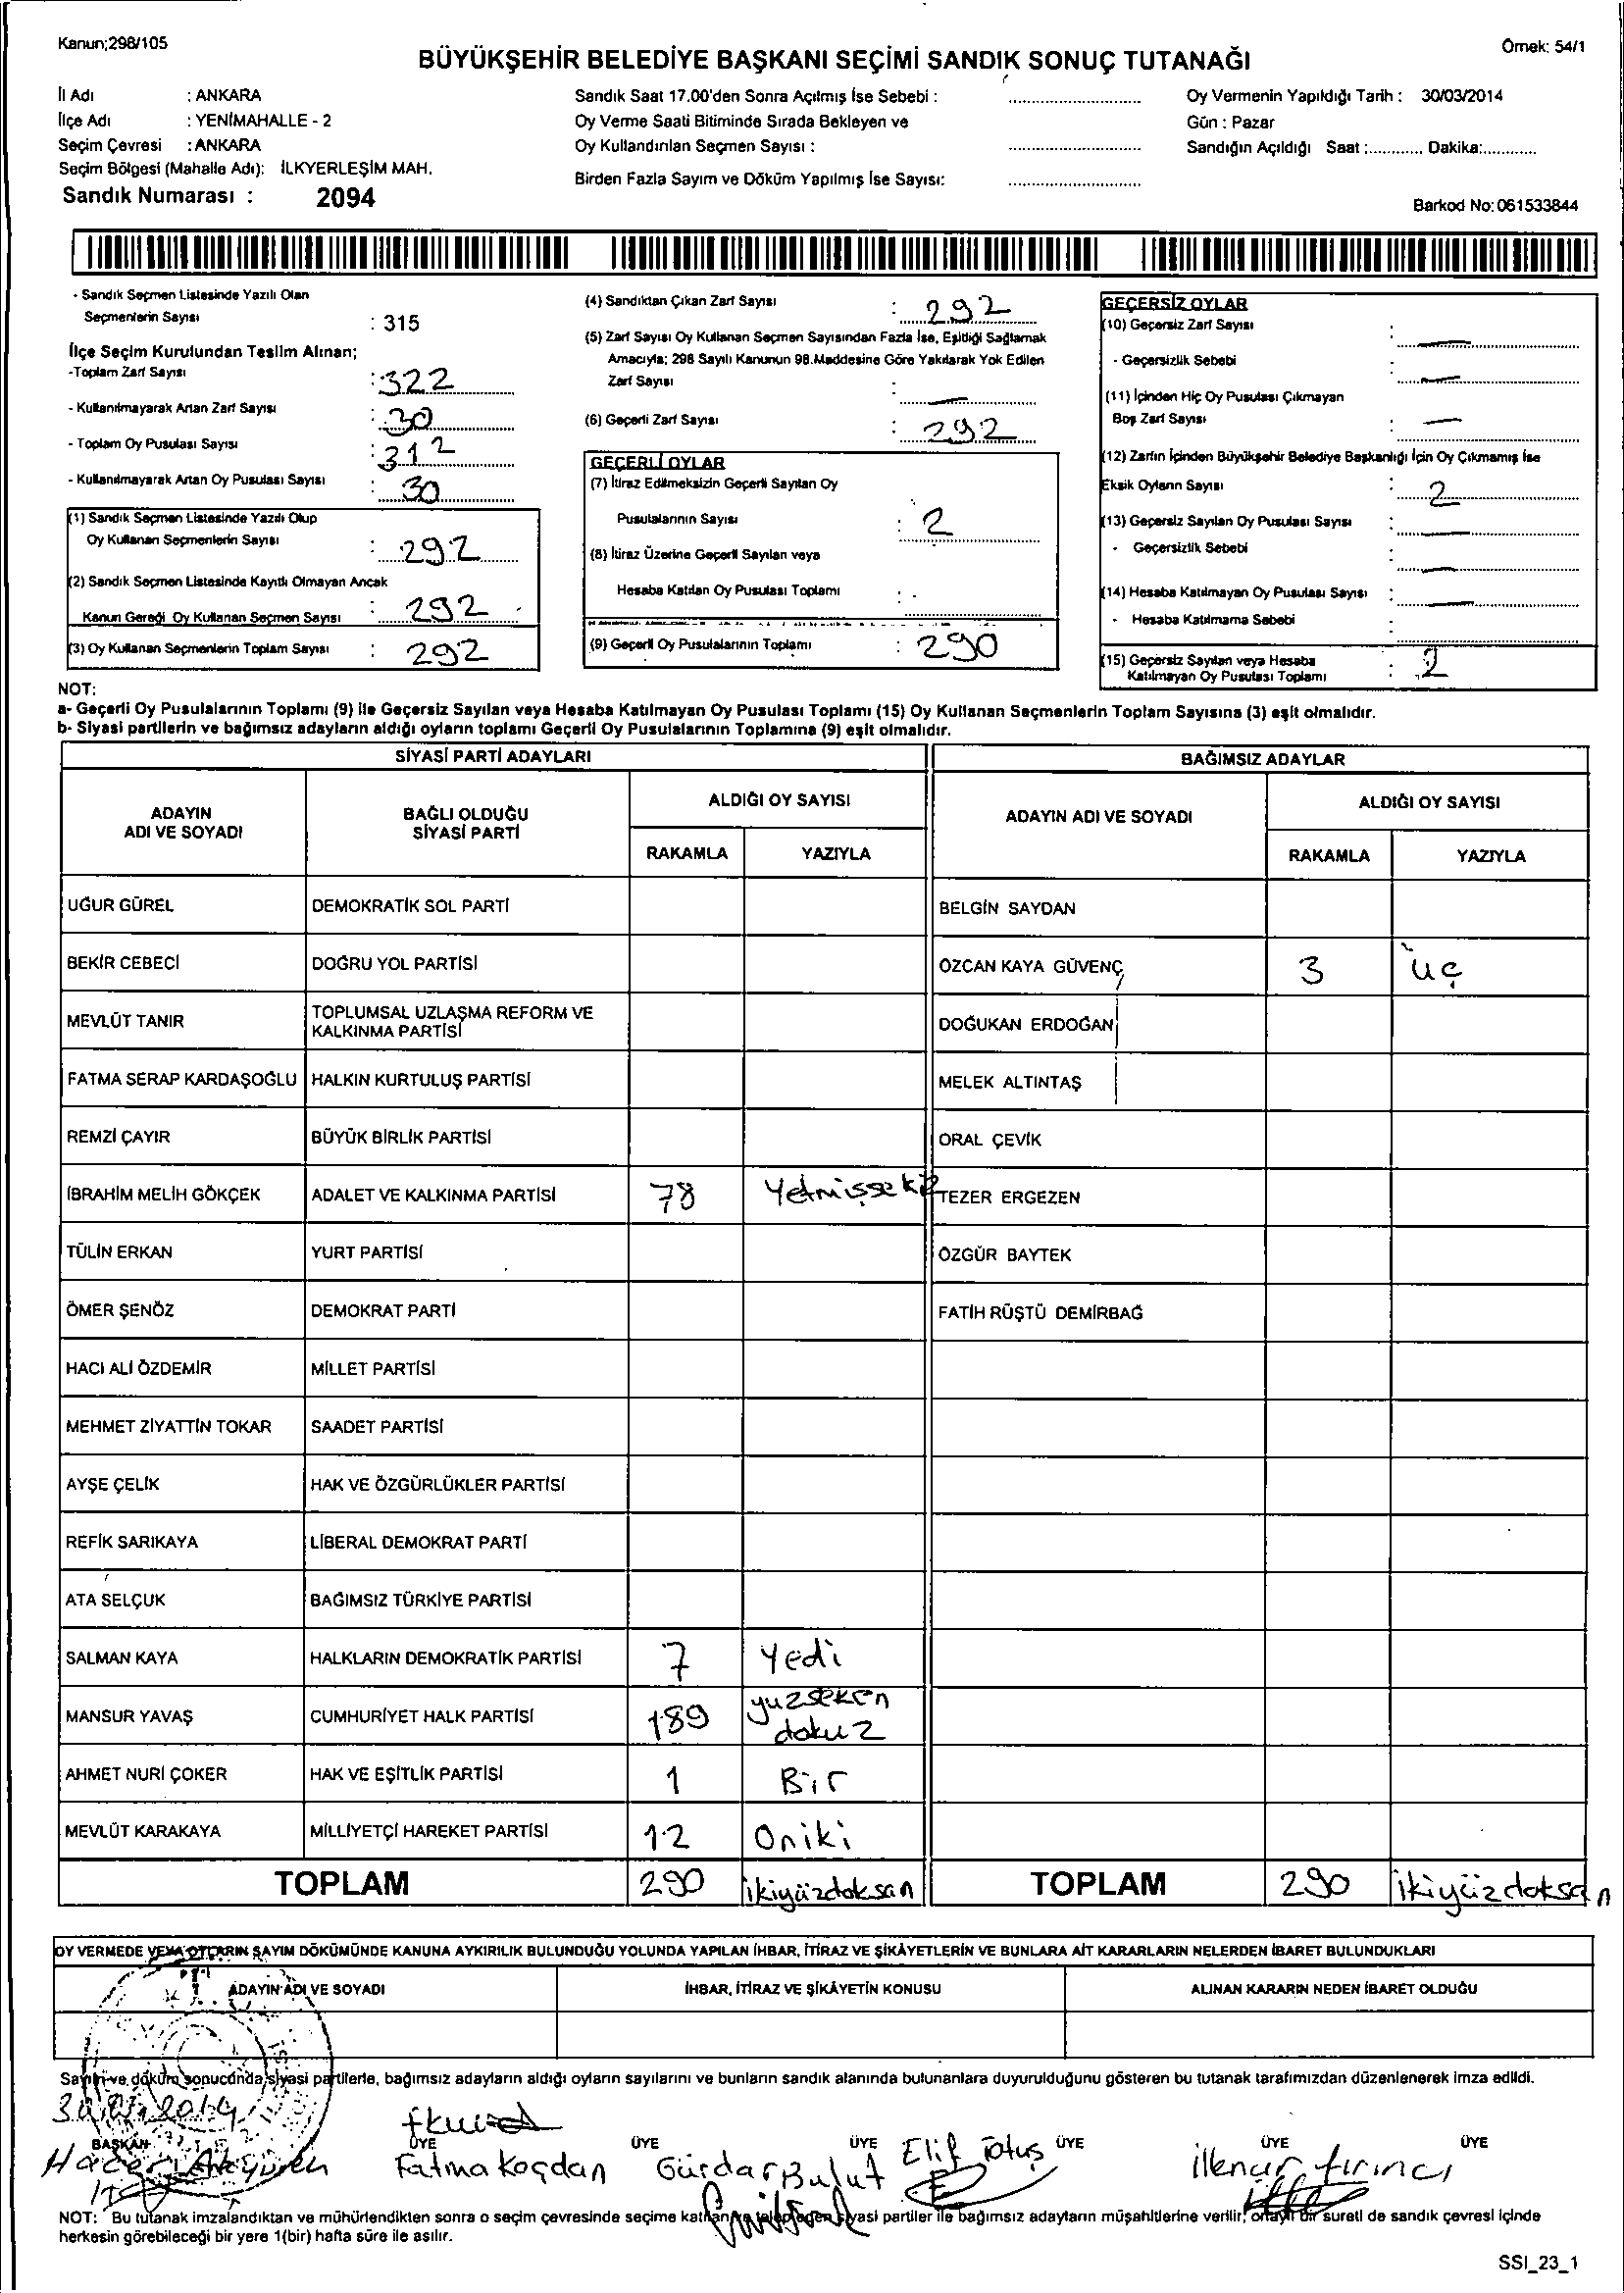 Kanun;298/105
Örnek: 54/1
BÜYÜKŞEHİR BELEDİYE BAŞKANI SEÇİMİ SANDIK SONUÇ TUTANAĞI
İl Adı : ANKARA
İlçe Adı : YENİMAHALLE - 2
Seçim Çevresi : ANKARA
Seçim Bölgesi (Mahalle Adı): İLKYERLEŞİM MAH.
Sandık Numarası : 2094
Sandık Saat 17.00'den Sonra Açılmış İse Sebebi :
Oy Verme Saati Bitiminde Sırada Bekleyen ve
Oy Kullandırılan Seçmen Sayısı :
Birden Fazla Sayım ve Döküm Yapılmış İse Sayısı:
Oy Vermenin Yapıldığı Tarih : 30/03/2014
Gün : Pazar
Sandığın Açıldığı Saat :............ Dakika:............
Barkod No: 061533844
- Sandık Seçmen Listesinde Yazılı Olan
Seçmenlerin Sayısı : 315
İlçe Seçim Kurulundan Teslim Alınan;
-Toplam Zarf Sayısı : 322
- Kullanılmayarak Artan Zarf Sayısı : 30
- Toplam Oy Pusulası Sayısı : 312
- Kullanılmayarak Artan Oy Pusulası Sayısı : 30
(1) Sandık Seçmen Listesinde Yazılı Olup
Oy Kullanan Seçmenlerin Sayısı : 292
(2) Sandık Seçmen Listesinde Kayıtlı Olmayan Ancak
Kanun Gereği Oy Kullanan Seçmen Sayısı : 292
(3) Oy Kullanan Seçmenlerin Toplam Sayısı : 292
(4) Sandıktan Çıkan Zarf Sayısı : 292
(5) Zarf Sayısı Oy Kullanan Seçmen Sayısından Fazla İse, Eşitliği Sağlamak
Amacıyla; 298 Sayılı Kanunun 98.Maddesine Göre Yakılarak Yok Edilen
Zarf Sayısı : —
(6) Geçerli Zarf Sayısı : 292
GEÇERLİ OYLAR
(7) İtiraz Edilmeksizin Geçerli Sayılan Oy
Pusulalarının Sayısı : 2
(8) İtiraz Üzerine Geçerli Sayılan veya
Hesaba Katılan Oy Pusulası Toplamı :
(9) Geçerli Oy Pusulalarının Toplamı : 290
GEÇERSİZ OYLAR
(10) Geçersiz Zarf Sayısı : —
- Geçersizlik Sebebi : —
(11) İçinden Hiç Oy Pusulası Çıkmayan
Boş Zarf Sayısı : —
(12) Zarfın İçinden Büyükşehir Belediye Başkanlığı İçin Oy Çıkmamış İse
Eksik Oyların Sayısı : 2
(13) Geçersiz Sayılan Oy Pusulası Sayısı : —
- Geçersizlik Sebebi : —
(14) Hesaba Katılmayan Oy Pusulası Sayısı : —
- Hesaba Katılmama Sebebi :
(15) Geçersiz Sayılan veya Hesaba
Katılmayan Oy Pusulası Toplamı : 2
NOT:
a- Geçerli Oy Pusulalarının Toplamı (9) ile Geçersiz Sayılan veya Hesaba Katılmayan Oy Pusulası Toplamı (15) Oy Kullanan Seçmenlerin Toplam Sayısına (3) eşit olmalıdır.
b- Siyasi partilerin ve bağımsız adayların aldığı oyların toplamı Geçerli Oy Pusulalarının Toplamına (9) eşit olmalıdır.
SİYASİ PARTİ ADAYLARI
BAĞIMSIZ ADAYLAR
ADAYIN ADI VE SOYADI
BAĞLI OLDUĞU SİYASİ PARTİ
ALDIĞI OY SAYISI
RAKAMLA YAZIYLA
ADAYIN ADI VE SOYADI
ALDIĞI OY SAYISI
RAKAMLA YAZIYLA
UĞUR GÜREL DEMOKRATİK SOL PARTİ BELGİN SAYDAN
BEKİR CEBECİ DOĞRU YOL PARTİSİ ÖZCAN KAYA GÜVENÇ 3 üç
MEVLÜT TANIR TOPLUMSAL UZLAŞMA REFORM VE KALKINMA PARTİSİ DOĞUKAN ERDOĞAN
FATMA SERAP KARDAŞOĞLU HALKIN KURTULUŞ PARTİSİ MELEK ALTINTAŞ
REMZİ ÇAYIR BÜYÜK BİRLİK PARTİSİ ORAL ÇEVİK
İBRAHİM MELİH GÖKÇEK ADALET VE KALKINMA PARTİSİ 78 Yetmişsekiz TEZER ERGEZEN
TÜLİN ERKAN YURT PARTİSİ ÖZGÜR BAYTEK
ÖMER ŞENÖZ DEMOKRAT PARTİ FATİH RÜŞTÜ DEMİRBAĞ
HACI ALİ ÖZDEMİR MİLLET PARTİSİ
MEHMET ZİYATTİN TOKAR SAADET PARTİSİ
AYŞE ÇELİK HAK VE ÖZGÜRLÜKLER PARTİSİ
REFİK SARIKAYA LİBERAL DEMOKRAT PARTİ
ATA SELÇUK BAĞIMSIZ TÜRKİYE PARTİSİ
SALMAN KAYA HALKLARIN DEMOKRATİK PARTİSİ 7 Yedi
MANSUR YAVAŞ CUMHURİYET HALK PARTİSİ 189 yuzseksen dokuz
AHMET NURİ ÇOKER HAK VE EŞİTLİK PARTİSİ 1 Bir
MEVLÜT KARAKAYA MİLLİYETÇİ HAREKET PARTİSİ 12 Oniki
TOPLAM 290 ikiyüzdoksan TOPLAM 290 ikiyüzdoksan
OY VERMEDE VEYA OYLARIN SAYIM DÖKÜMÜNDE KANUNA AYKIRILIK BULUNDUĞU YOLUNDA YAPILAN İHBAR, İTİRAZ VE ŞİKÂYETLERİN VE BUNLARA AİT KARARLARIN NELERDEN İBARET BULUNDUKLARI
ADAYIN ADI VE SOYADI İHBAR, İTİRAZ VE ŞİKÂYETİN KONUSU ALINAN KARARIN NEDEN İBARET OLDUĞU
Sayım ve döküm sonucunda siyasi partilerle, bağımsız adayların aldığı oyların sayılarını ve bunların sandık alanında bulunanlara duyurulduğunu gösteren bu tutanak tarafımızdan düzenlenerek imza edildi.
30.03.2014
BAŞKAN ÜYE ÜYE ÜYE ÜYE ÜYE ÜYE
Hacer Akyüren Fatma Koçdan Gürdar Bulut Elif Totuş İlknur fırıncı
NOT: Bu tutanak imzalandıktan ve mühürlendikten sonra o seçim çevresinde seçime katılan siyasi partiler ile bağımsız adayların müşahitlerine verilir, onaylı bir sureti de sandık çevresi içinde
herkesin görebileceği bir yere 1(bir) hafta süre ile asılır.
SSI_23_1